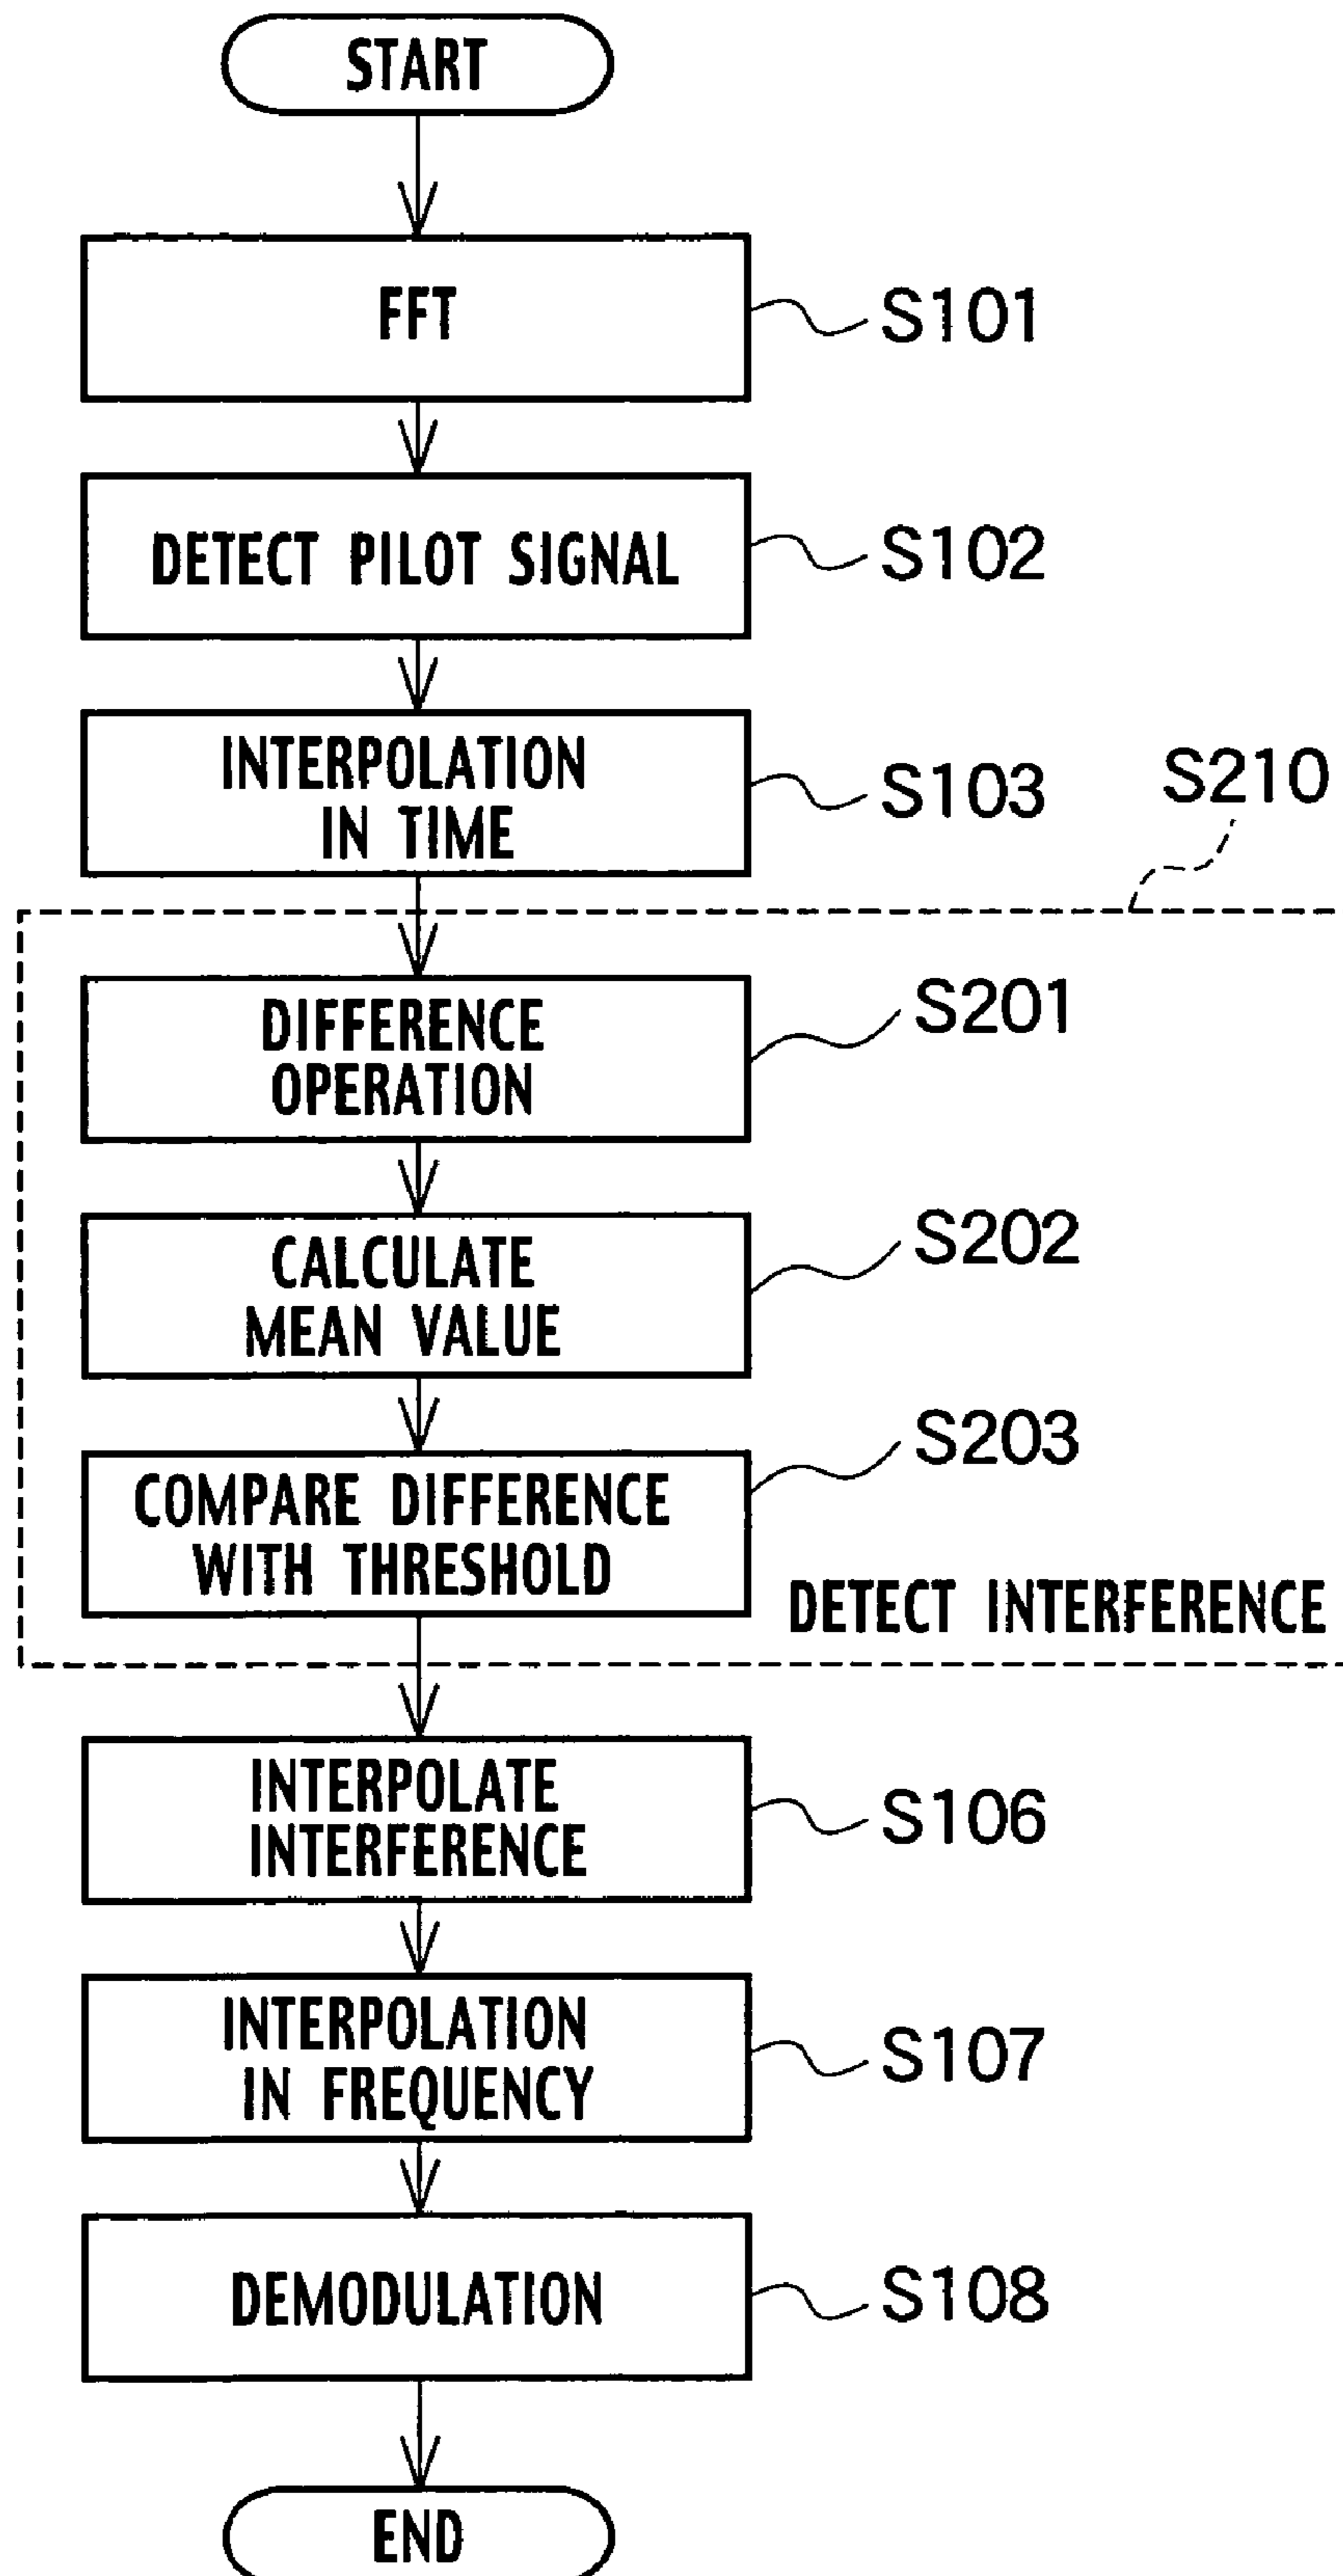 START
FFT
S101
DETECT PILOT SIGNAL
S102
INTERPOLATION
IN TIME
S103
S210
DIFFERENCE
OPERATION
S201
CALCULATE
MEAN VALUE
S202
COMPARE DIFFERENCE
WITH THRESHOLD
S203
DETECT INTERFERENCE
INTERPOLATE
INTERFERENCE
S106
INTERPOLATION
IN FREQUENCY
S107
DEMODULATION
S108
END